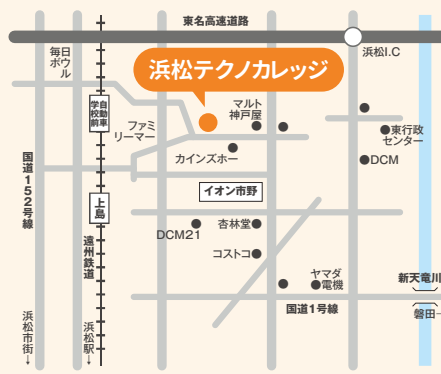 東名高速道路
毎日
ボウル
浜松I.C
浜松テクノカレッジ
自動車
学校前
マルト
神戸屋
ファミ
リーマー
東行政
センター
カインズホー
DCM
国道152号線
イオン市野
上島
杏林堂
DCM21
遠州鉄道
コストコ
ヤマダ
電機
新天竜川
国道1号線
磐田
浜松市街→
浜松駅→